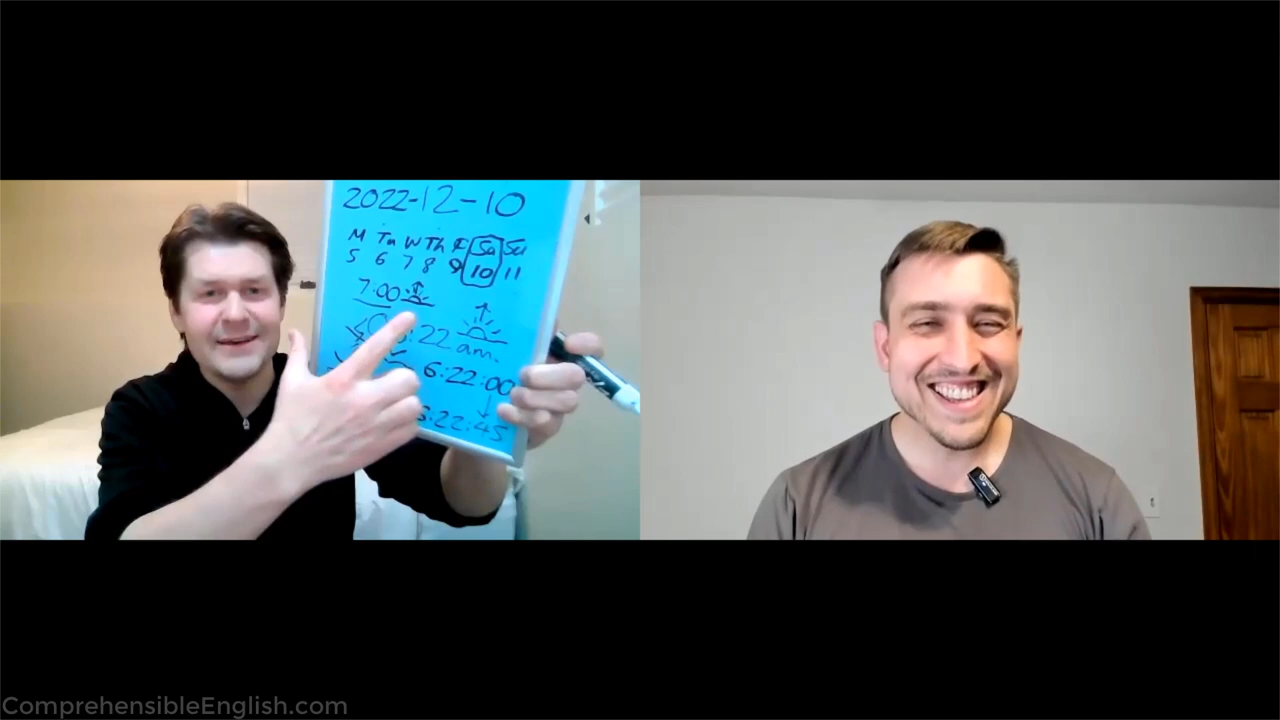 2022-12-10
M Tu W Th F Sa Su
5 6 7 8 9 10 11
7:00
:22 am.
6:22:00
:22:45
ComprehensibleEnglish.com